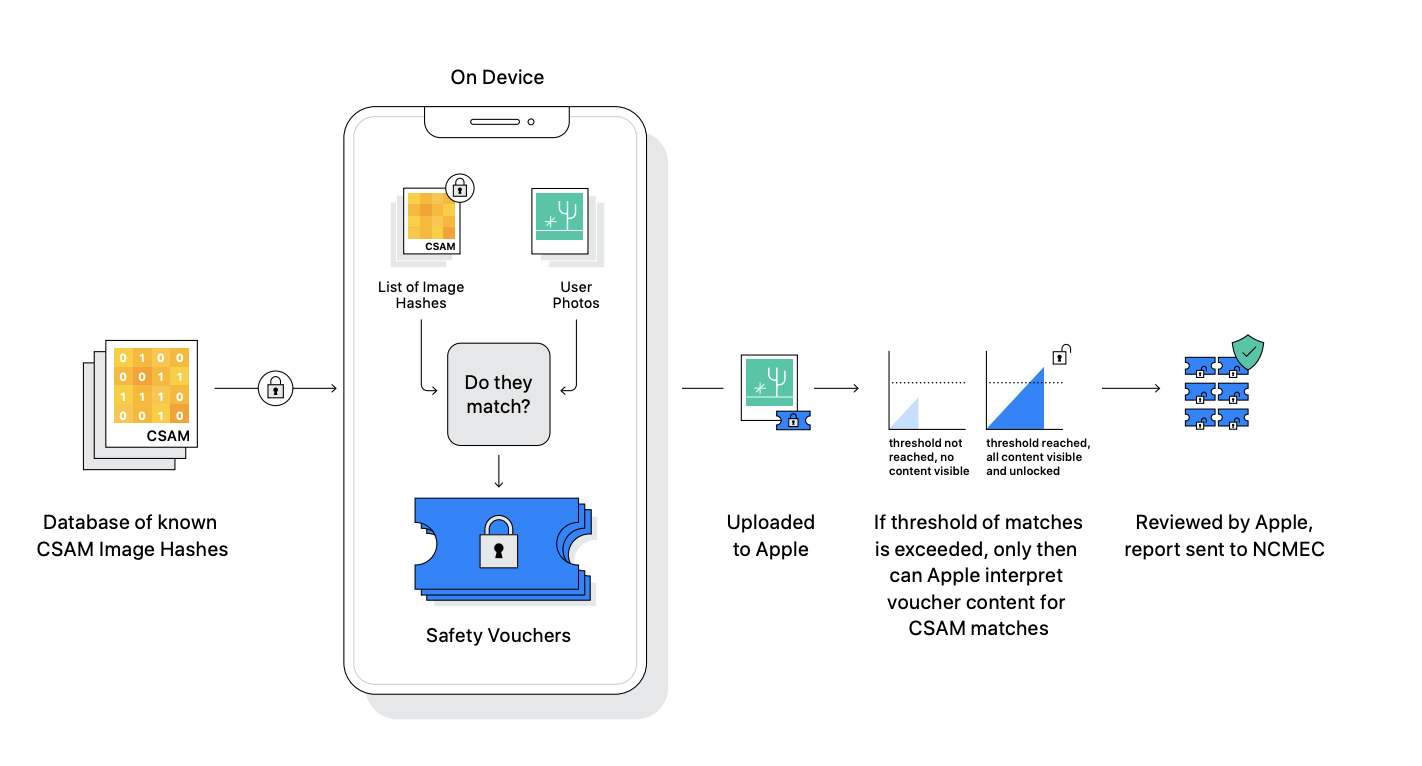 On Device
CSAM
List of Image
Hashes
User
Photos
Do they
match?
Safety Vouchers
0 1 0 0
0 0 1 1
1 1 1 0
0 0 1 0
CSAM
Database of known
CSAM Image Hashes
Uploaded
to Apple
threshold not
reached, no
content visible
threshold reached,
all content visible
and unlocked
If threshold of matches
is exceeded, only then
can Apple interpret
voucher content for
CSAM matches
Reviewed by Apple,
report sent to NCMEC